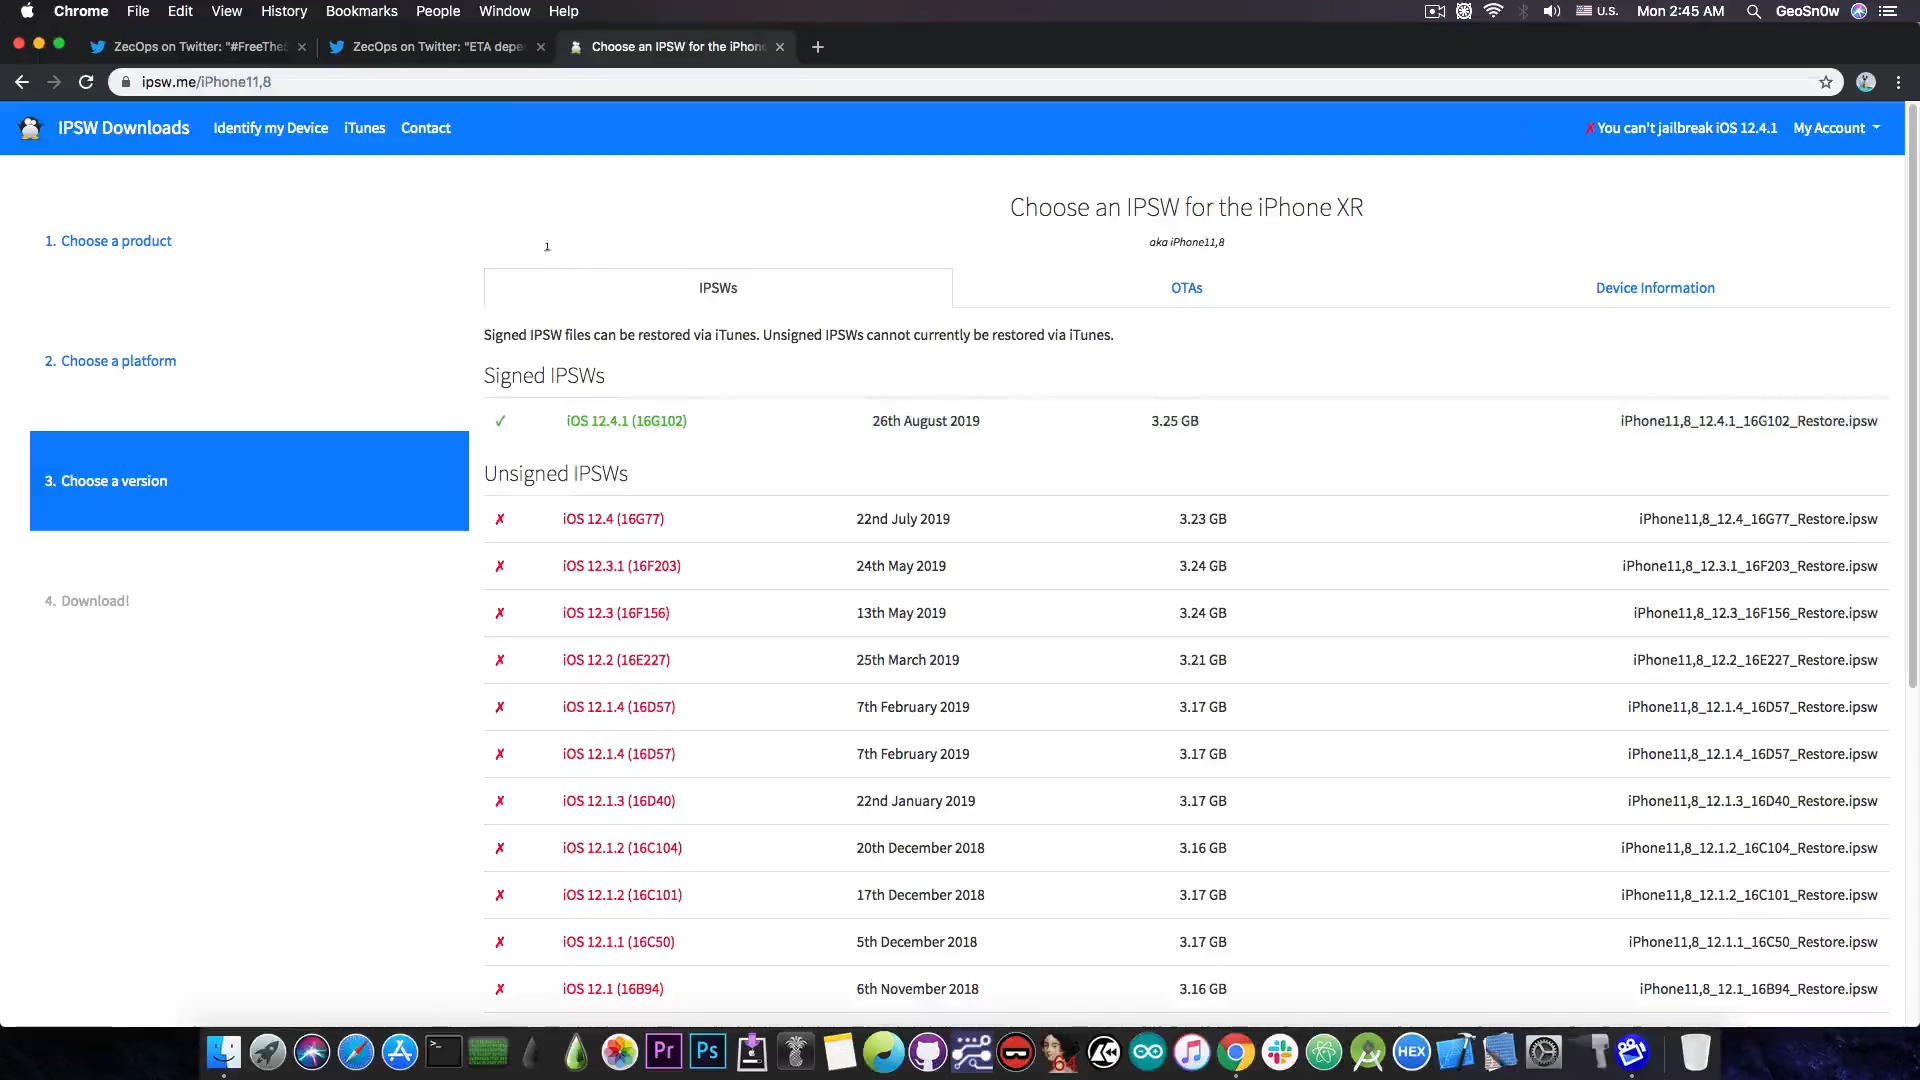 Chrome File Edit View History Bookmarks People Window Help U.S. Mon 2:45 AM GeoSn0w
ZecOps on Twitter: "#FreeThe ZecOps on Twitter: "ETA depe Choose an IPSW for the iPhon
ipsw.me/iPhone11,8
IPSW Downloads Identify my Device iTunes Contact ✗You can't jailbreak iOS 12.4.1 My Account
Choose an IPSW for the iPhone XR
aka iPhone11,8
1. Choose a product
2. Choose a platform
3. Choose a version
4. Download!
IPSWs OTAs Device Information
Signed IPSW files can be restored via iTunes. Unsigned IPSWs cannot currently be restored via iTunes.
Signed IPSWs
✓ iOS 12.4.1 (16G102) 26th August 2019 3.25 GB iPhone11,8_12.4.1_16G102_Restore.ipsw
Unsigned IPSWs
✗ iOS 12.4 (16G77) 22nd July 2019 3.23 GB iPhone11,8_12.4_16G77_Restore.ipsw
✗ iOS 12.3.1 (16F203) 24th May 2019 3.24 GB iPhone11,8_12.3.1_16F203_Restore.ipsw
✗ iOS 12.3 (16F156) 13th May 2019 3.24 GB iPhone11,8_12.3_16F156_Restore.ipsw
✗ iOS 12.2 (16E227) 25th March 2019 3.21 GB iPhone11,8_12.2_16E227_Restore.ipsw
✗ iOS 12.1.4 (16D57) 7th February 2019 3.17 GB iPhone11,8_12.1.4_16D57_Restore.ipsw
✗ iOS 12.1.4 (16D57) 7th February 2019 3.17 GB iPhone11,8_12.1.4_16D57_Restore.ipsw
✗ iOS 12.1.3 (16D40) 22nd January 2019 3.17 GB iPhone11,8_12.1.3_16D40_Restore.ipsw
✗ iOS 12.1.2 (16C104) 20th December 2018 3.16 GB iPhone11,8_12.1.2_16C104_Restore.ipsw
✗ iOS 12.1.2 (16C101) 17th December 2018 3.17 GB iPhone11,8_12.1.2_16C101_Restore.ipsw
✗ iOS 12.1.1 (16C50) 5th December 2018 3.17 GB iPhone11,8_12.1.1_16C50_Restore.ipsw
✗ iOS 12.1 (16B94) 6th November 2018 3.16 GB iPhone11,8_12.1_16B94_Restore.ipsw
Pr Ps 64 HEX